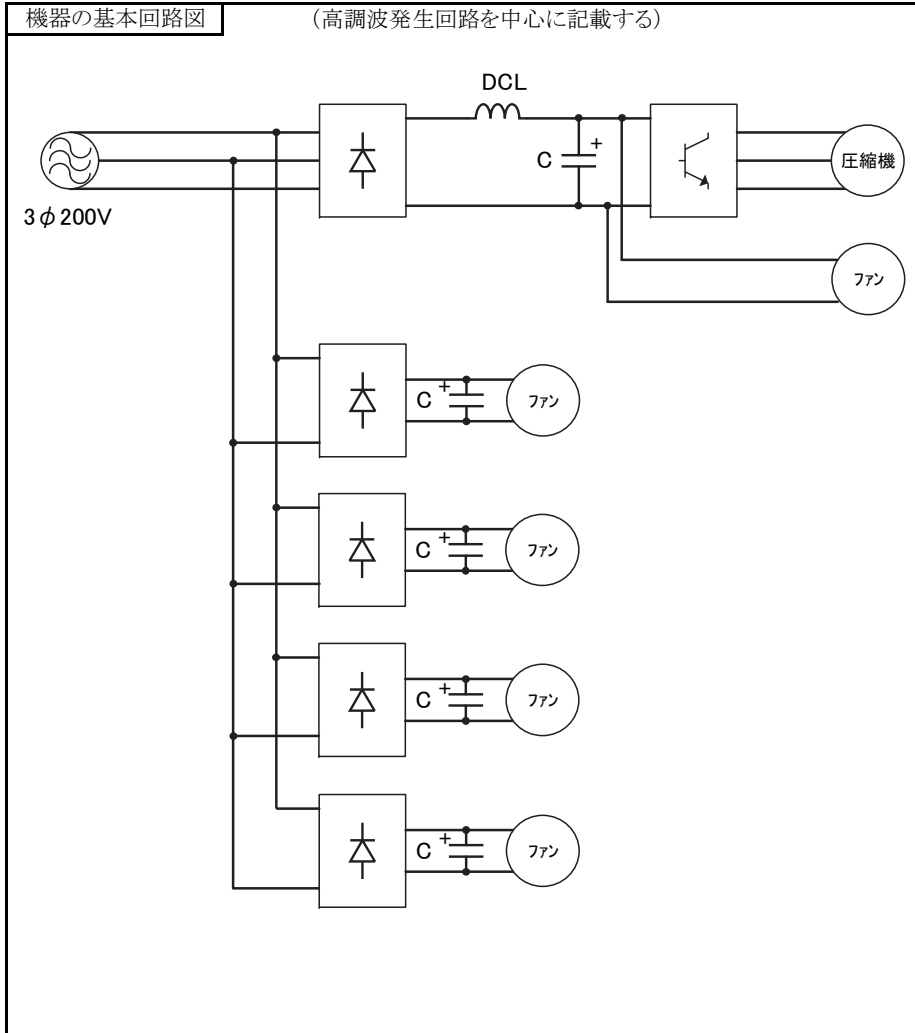 機器の基本回路図
（高調波発生回路を中心に記載する）
DCL
C
+
圧縮機
3φ200V
ファン
C
+
ファン
C
+
ファン
C
+
ファン
C
+
ファン